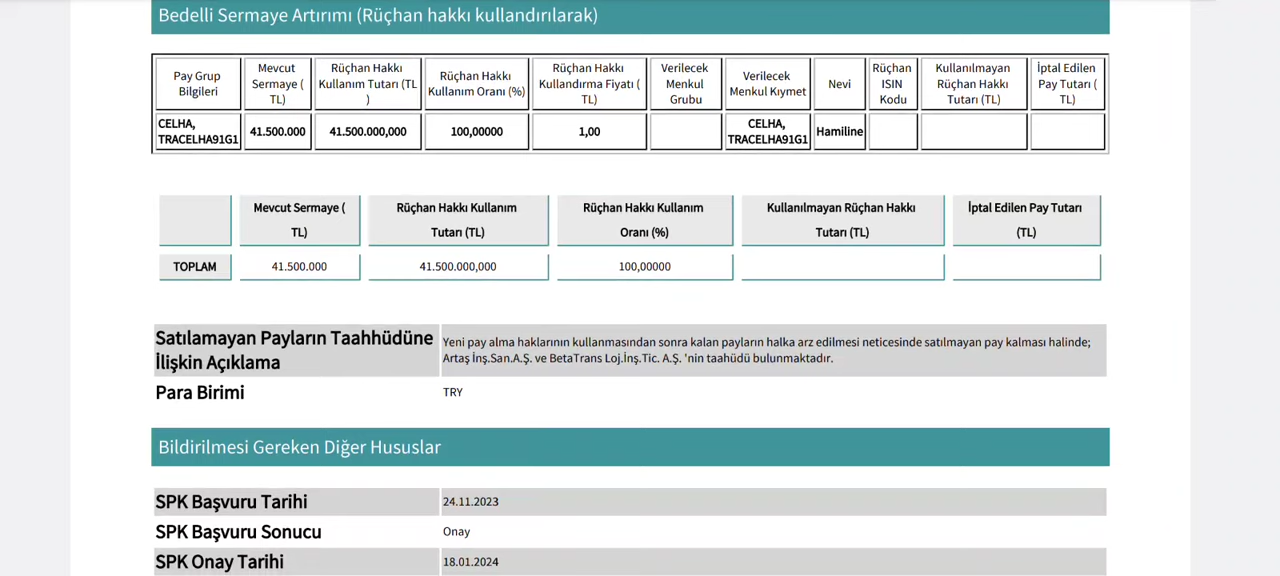 Bedelli Sermaye Artırımı (Rüçhan hakkı kullandırılarak)
Pay Grup Bilgileri
Mevcut Sermaye ( TL)
Rüçhan Hakkı Kullanım Tutarı (TL )
Rüçhan Hakkı Kullanım Oranı (%)
Rüçhan Hakkı Kullandırma Fiyatı ( TL)
Verilecek Menkul Grubu
Verilecek Menkul Kıymet
Nevi
Rüçhan ISIN Kodu
Kullanılmayan Rüçhan Hakkı Tutarı (TL)
İptal Edilen Pay Tutarı ( TL)
CELHA, TRACELHA91G1
41.500.000
41.500.000,000
100,00000
1,00
CELHA, TRACELHA91G1
Hamiline
Mevcut Sermaye ( TL)
Rüçhan Hakkı Kullanım Tutarı (TL)
Rüçhan Hakkı Kullanım Oranı (%)
Kullanılmayan Rüçhan Hakkı Tutarı (TL)
İptal Edilen Pay Tutarı (TL)
TOPLAM
41.500.000
41.500.000,000
100,00000
Satılamayan Payların Taahhüdüne İlişkin Açıklama
Yeni pay alma haklarının kullanmasından sonra kalan payların halka arz edilmesi neticesinde satılmayan pay kalması halinde;
Artaş İnş.San.A.Ş. ve BetaTrans Loj.İnş.Tic. A.Ş. 'nin taahüdü bulunmaktadır.
Para Birimi
TRY
Bildirilmesi Gereken Diğer Hususlar
SPK Başvuru Tarihi
24.11.2023
SPK Başvuru Sonucu
Onay
SPK Onay Tarihi
18.01.2024